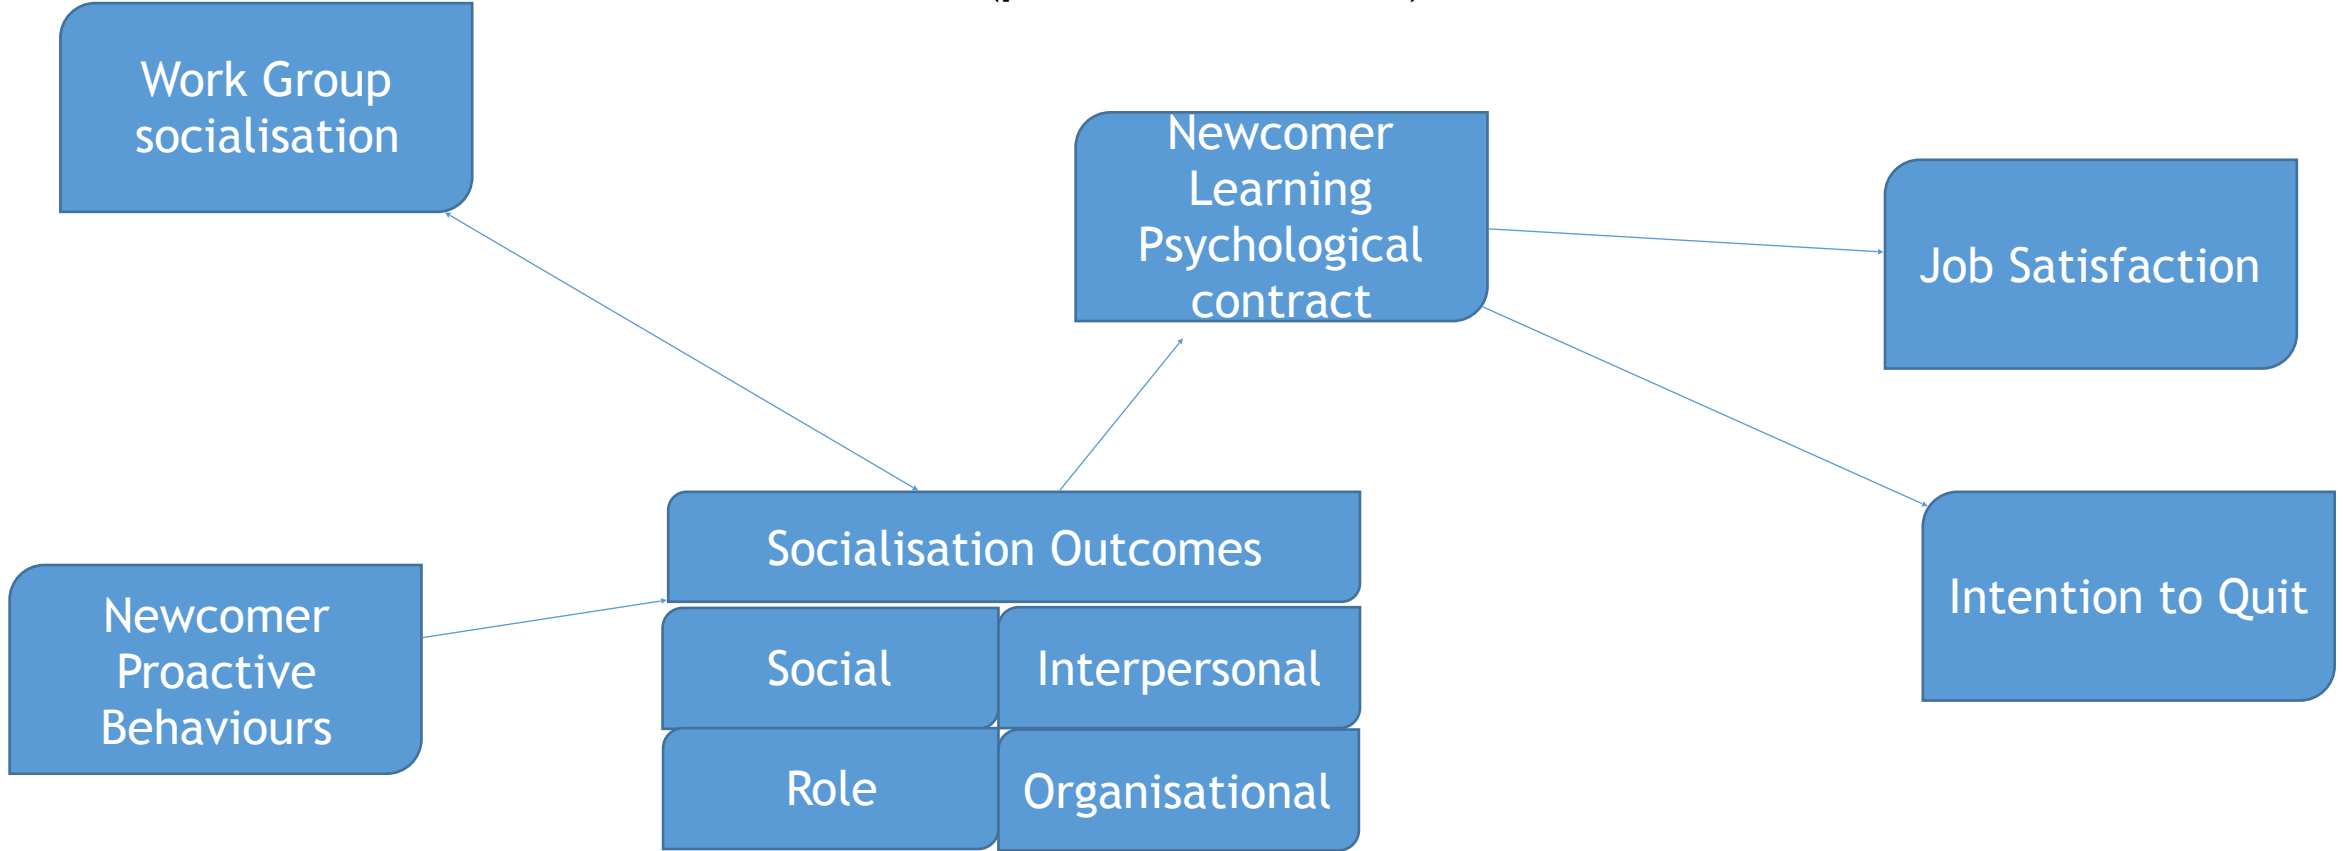 Work Group
socialisation
Newcomer
Learning
Psychological
contract
Job Satisfaction
Socialisation Outcomes
Intention to Quit
Newcomer
Proactive
Behaviours
Social
Interpersonal
Role
Organisational